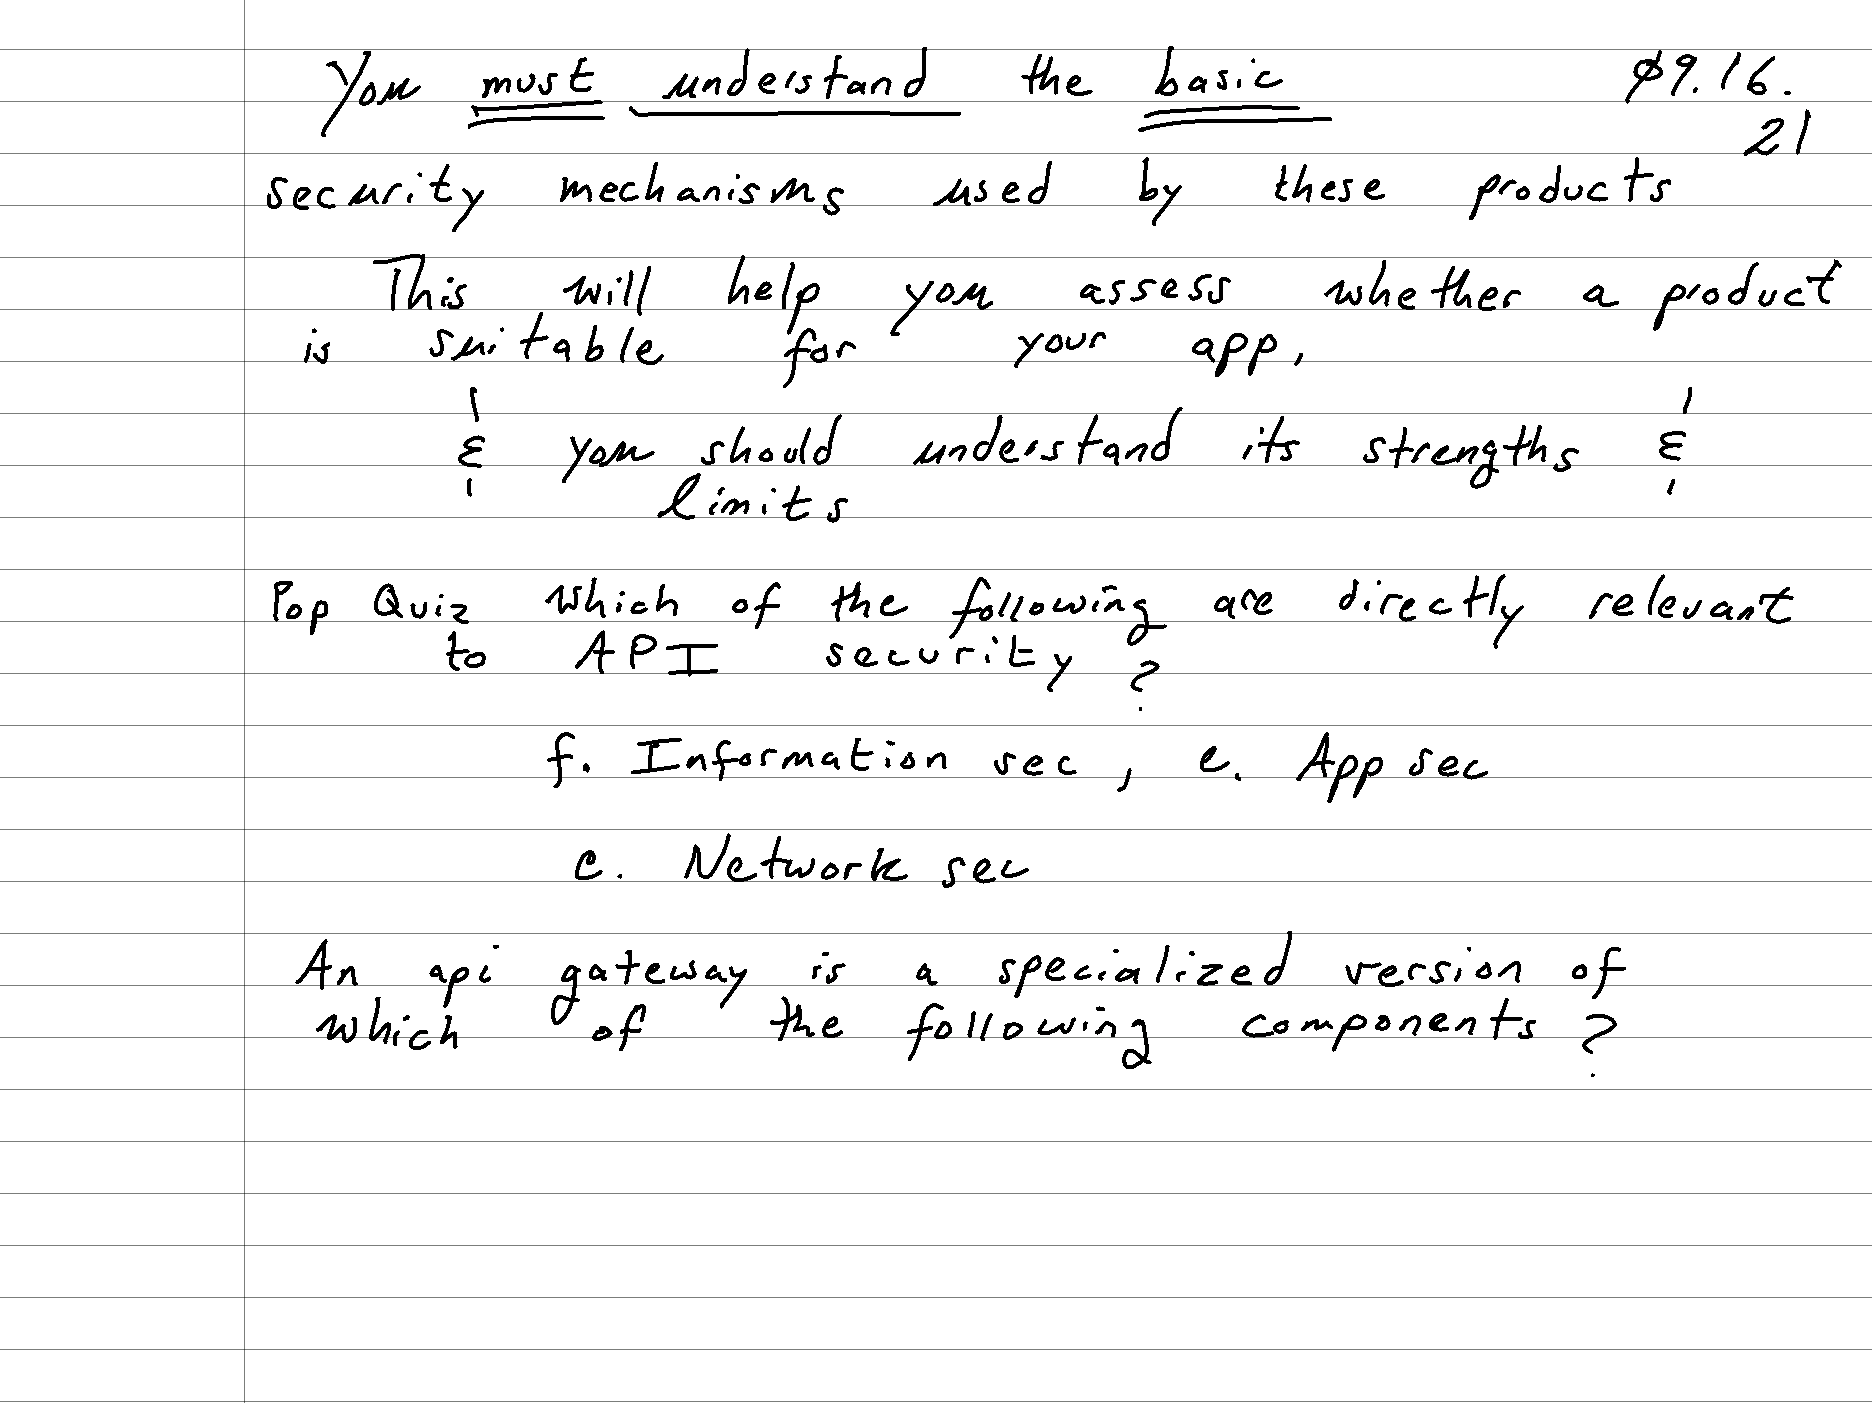 You must understand the basic
ø9.16.
21
security mechanisms used by these products
This will help you assess whether a product
is suitable for your app,
& you should understand its strengths &
limits
Pop Quiz which of the following are directly relevant
to API security?
f. Information sec, e. App sec
c. Network sec
An api gateway is a specialized version of
which of the following components?